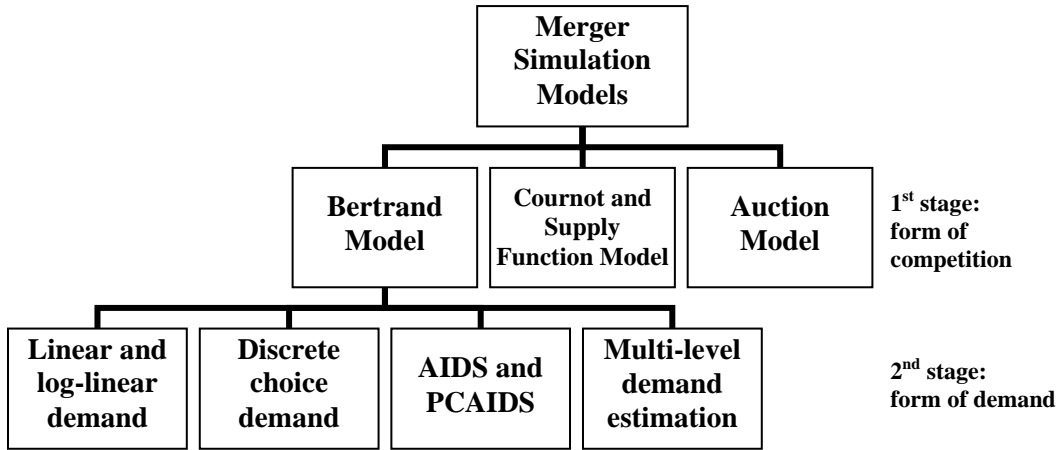 Merger
Simulation
Models
Bertrand
Model
Cournot and
Supply
Function Model
Auction
Model
1st stage:
form of
competition
Linear and
log-linear
demand
Discrete
choice
demand
AIDS and
PCAIDS
Multi-level
demand
estimation
2nd stage:
form of demand